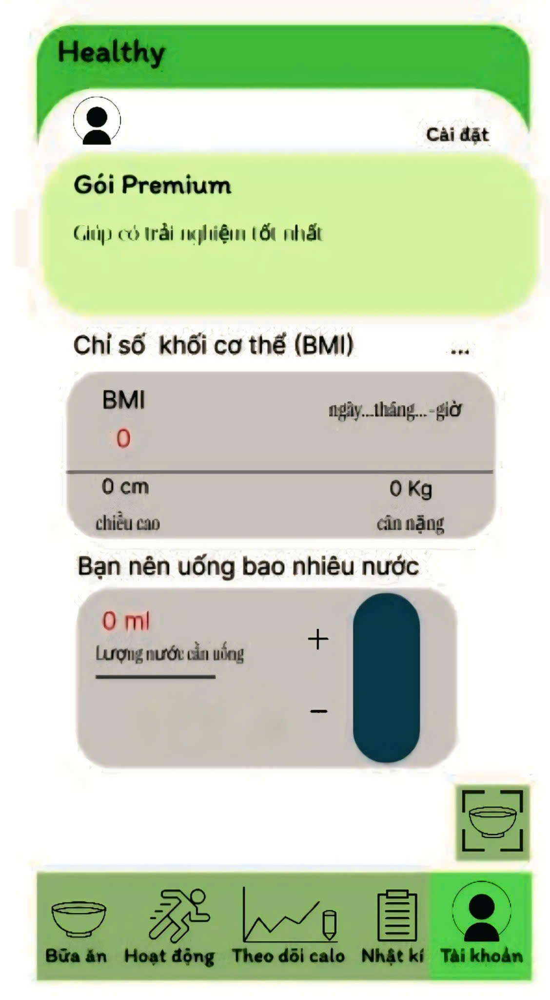 Healthy
Cài đặt
Gói Premium
Giúp có trải nghiệm tốt nhất
Chỉ số khối cơ thể (BMI) ...
BMI
ngày...tháng...-giờ
0
0 cm 0 Kg
chiều cao cân nặng
Bạn nên uống bao nhiêu nước
0 ml
Lượng nước cần uống
+
−
Bữa ăn Hoạt động Theo dõi calo Nhật kí Tài khoản